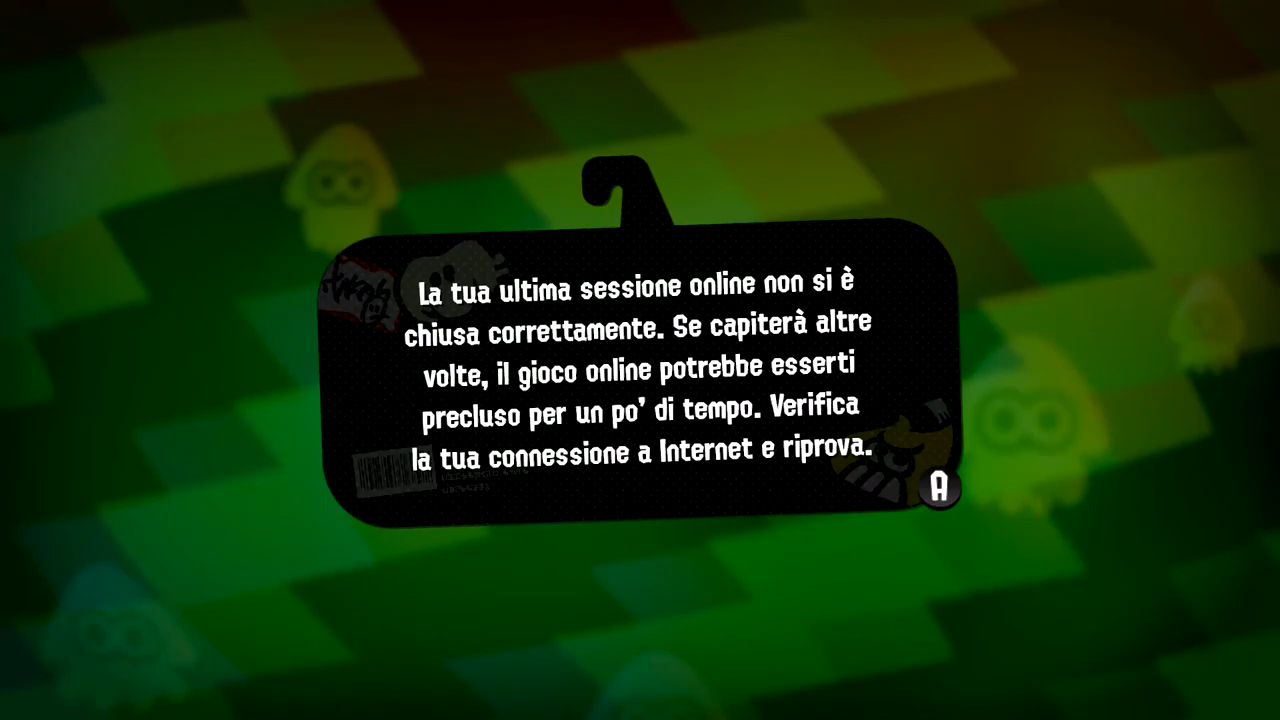 La tua ultima sessione online non si è
chiusa correttamente. Se capiterà altre
volte, il gioco online potrebbe esserti
precluso per un po' di tempo. Verifica
la tua connessione a Internet e riprova.
A